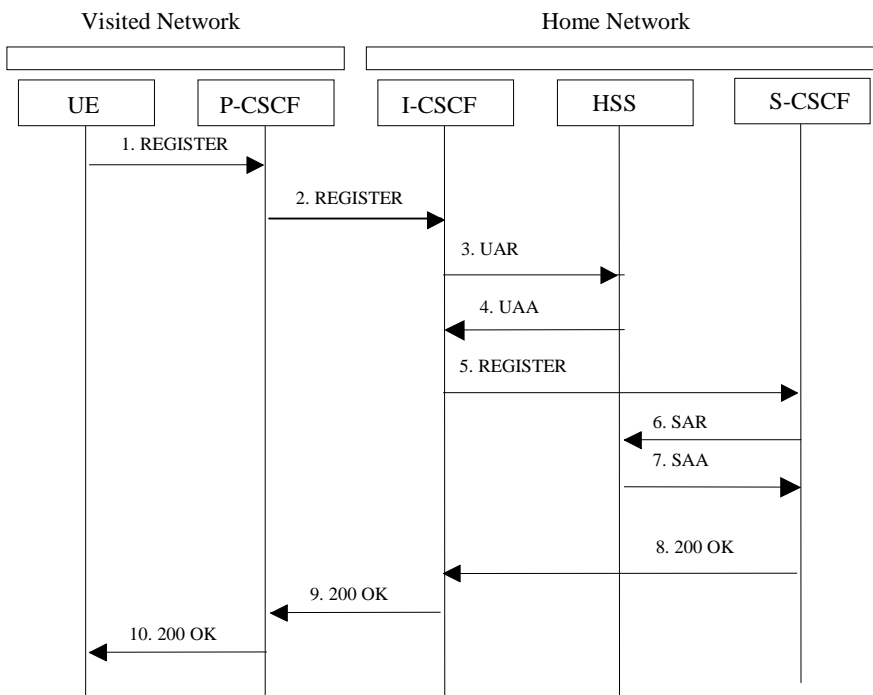 Visited Network
Home Network
UE
P-CSCF
I-CSCF
HSS
S-CSCF
1. REGISTER
2. REGISTER
3. UAR
4. UAA
5. REGISTER
6. SAR
7. SAA
8. 200 OK
9. 200 OK
10. 200 OK